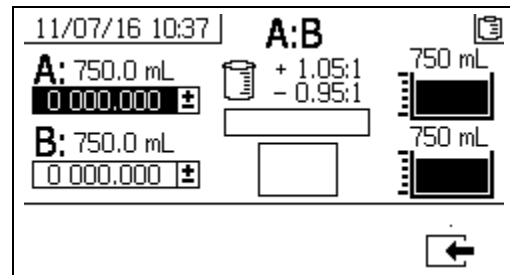 11/07/16 10:37
A:B
A: 750.0 mL
0 000.000 ±
+ 1.05:1
- 0.95:1
750 mL
B: 750.0 mL
0 000.000 ±
750 mL